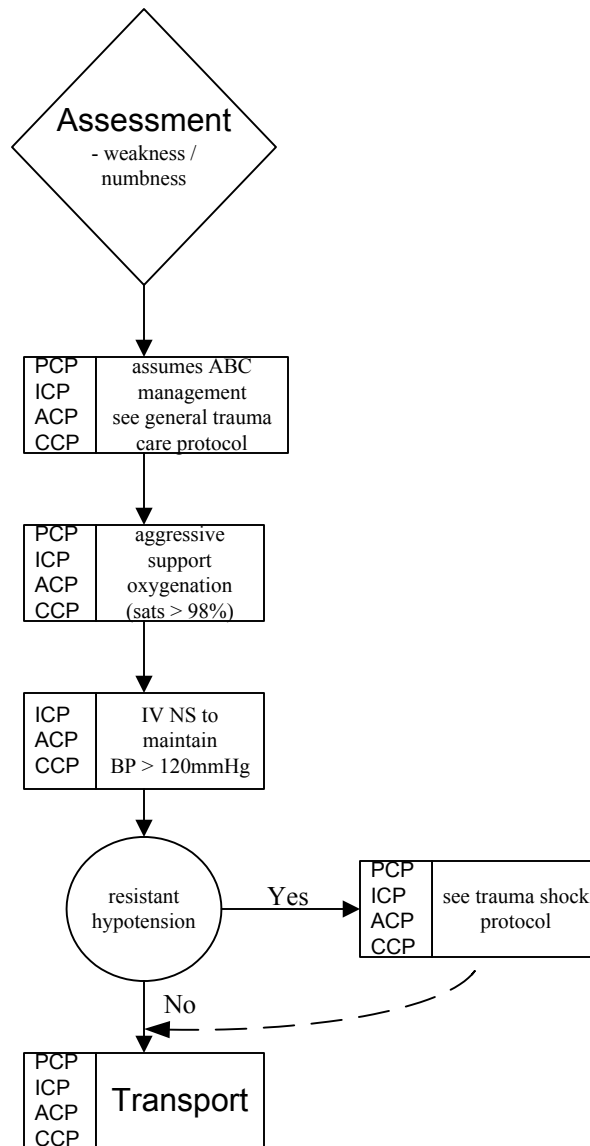 Assessment
- weakness /
numbness
PCP
ICP
ACP
CCP
assumes ABC
management
see general trauma
care protocol
PCP
ICP
ACP
CCP
aggressive
support
oxygenation
(sats > 98%)
ICP
ACP
CCP
IV NS to
maintain
BP > 120mmHg
resistant
hypotension
Yes
PCP
ICP
ACP
CCP
see trauma shock
protocol
No
PCP
ICP
ACP
CCP
Transport